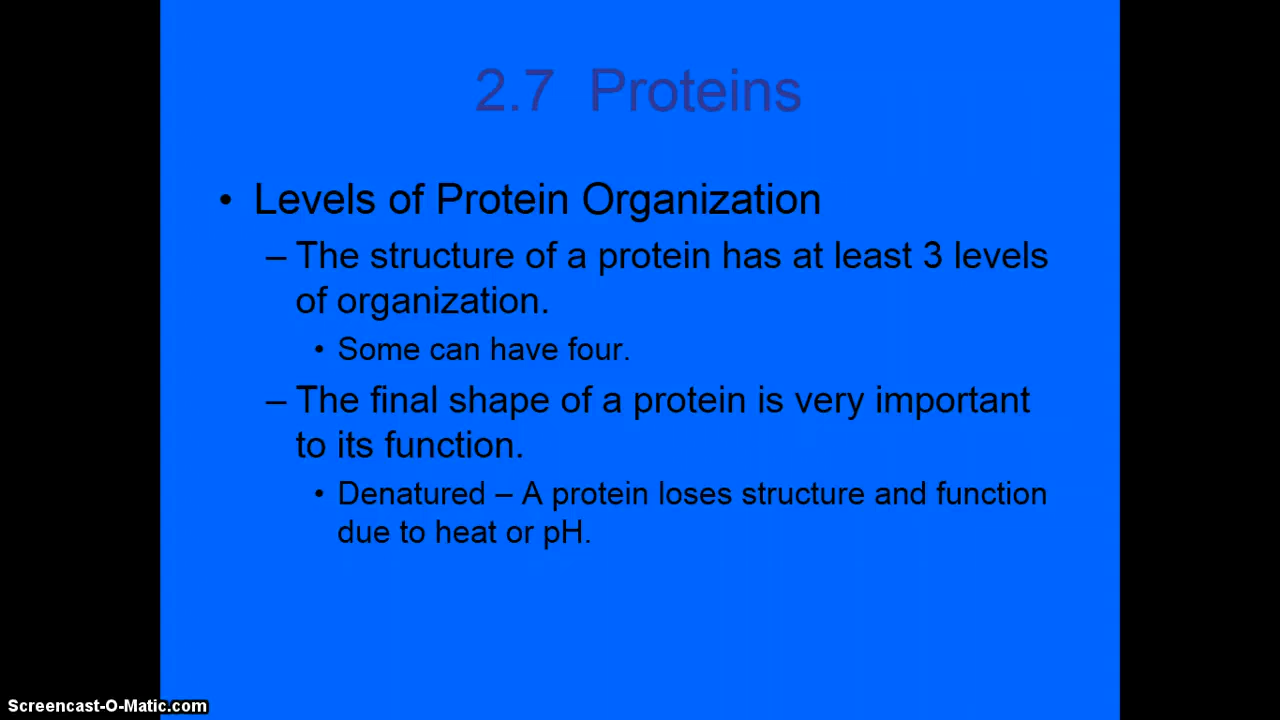 2.7 Proteins
• Levels of Protein Organization
– The structure of a protein has at least 3 levels
of organization.
• Some can have four.
– The final shape of a protein is very important
to its function.
• Denatured – A protein loses structure and function
due to heat or pH.
Screencast-O-Matic.com